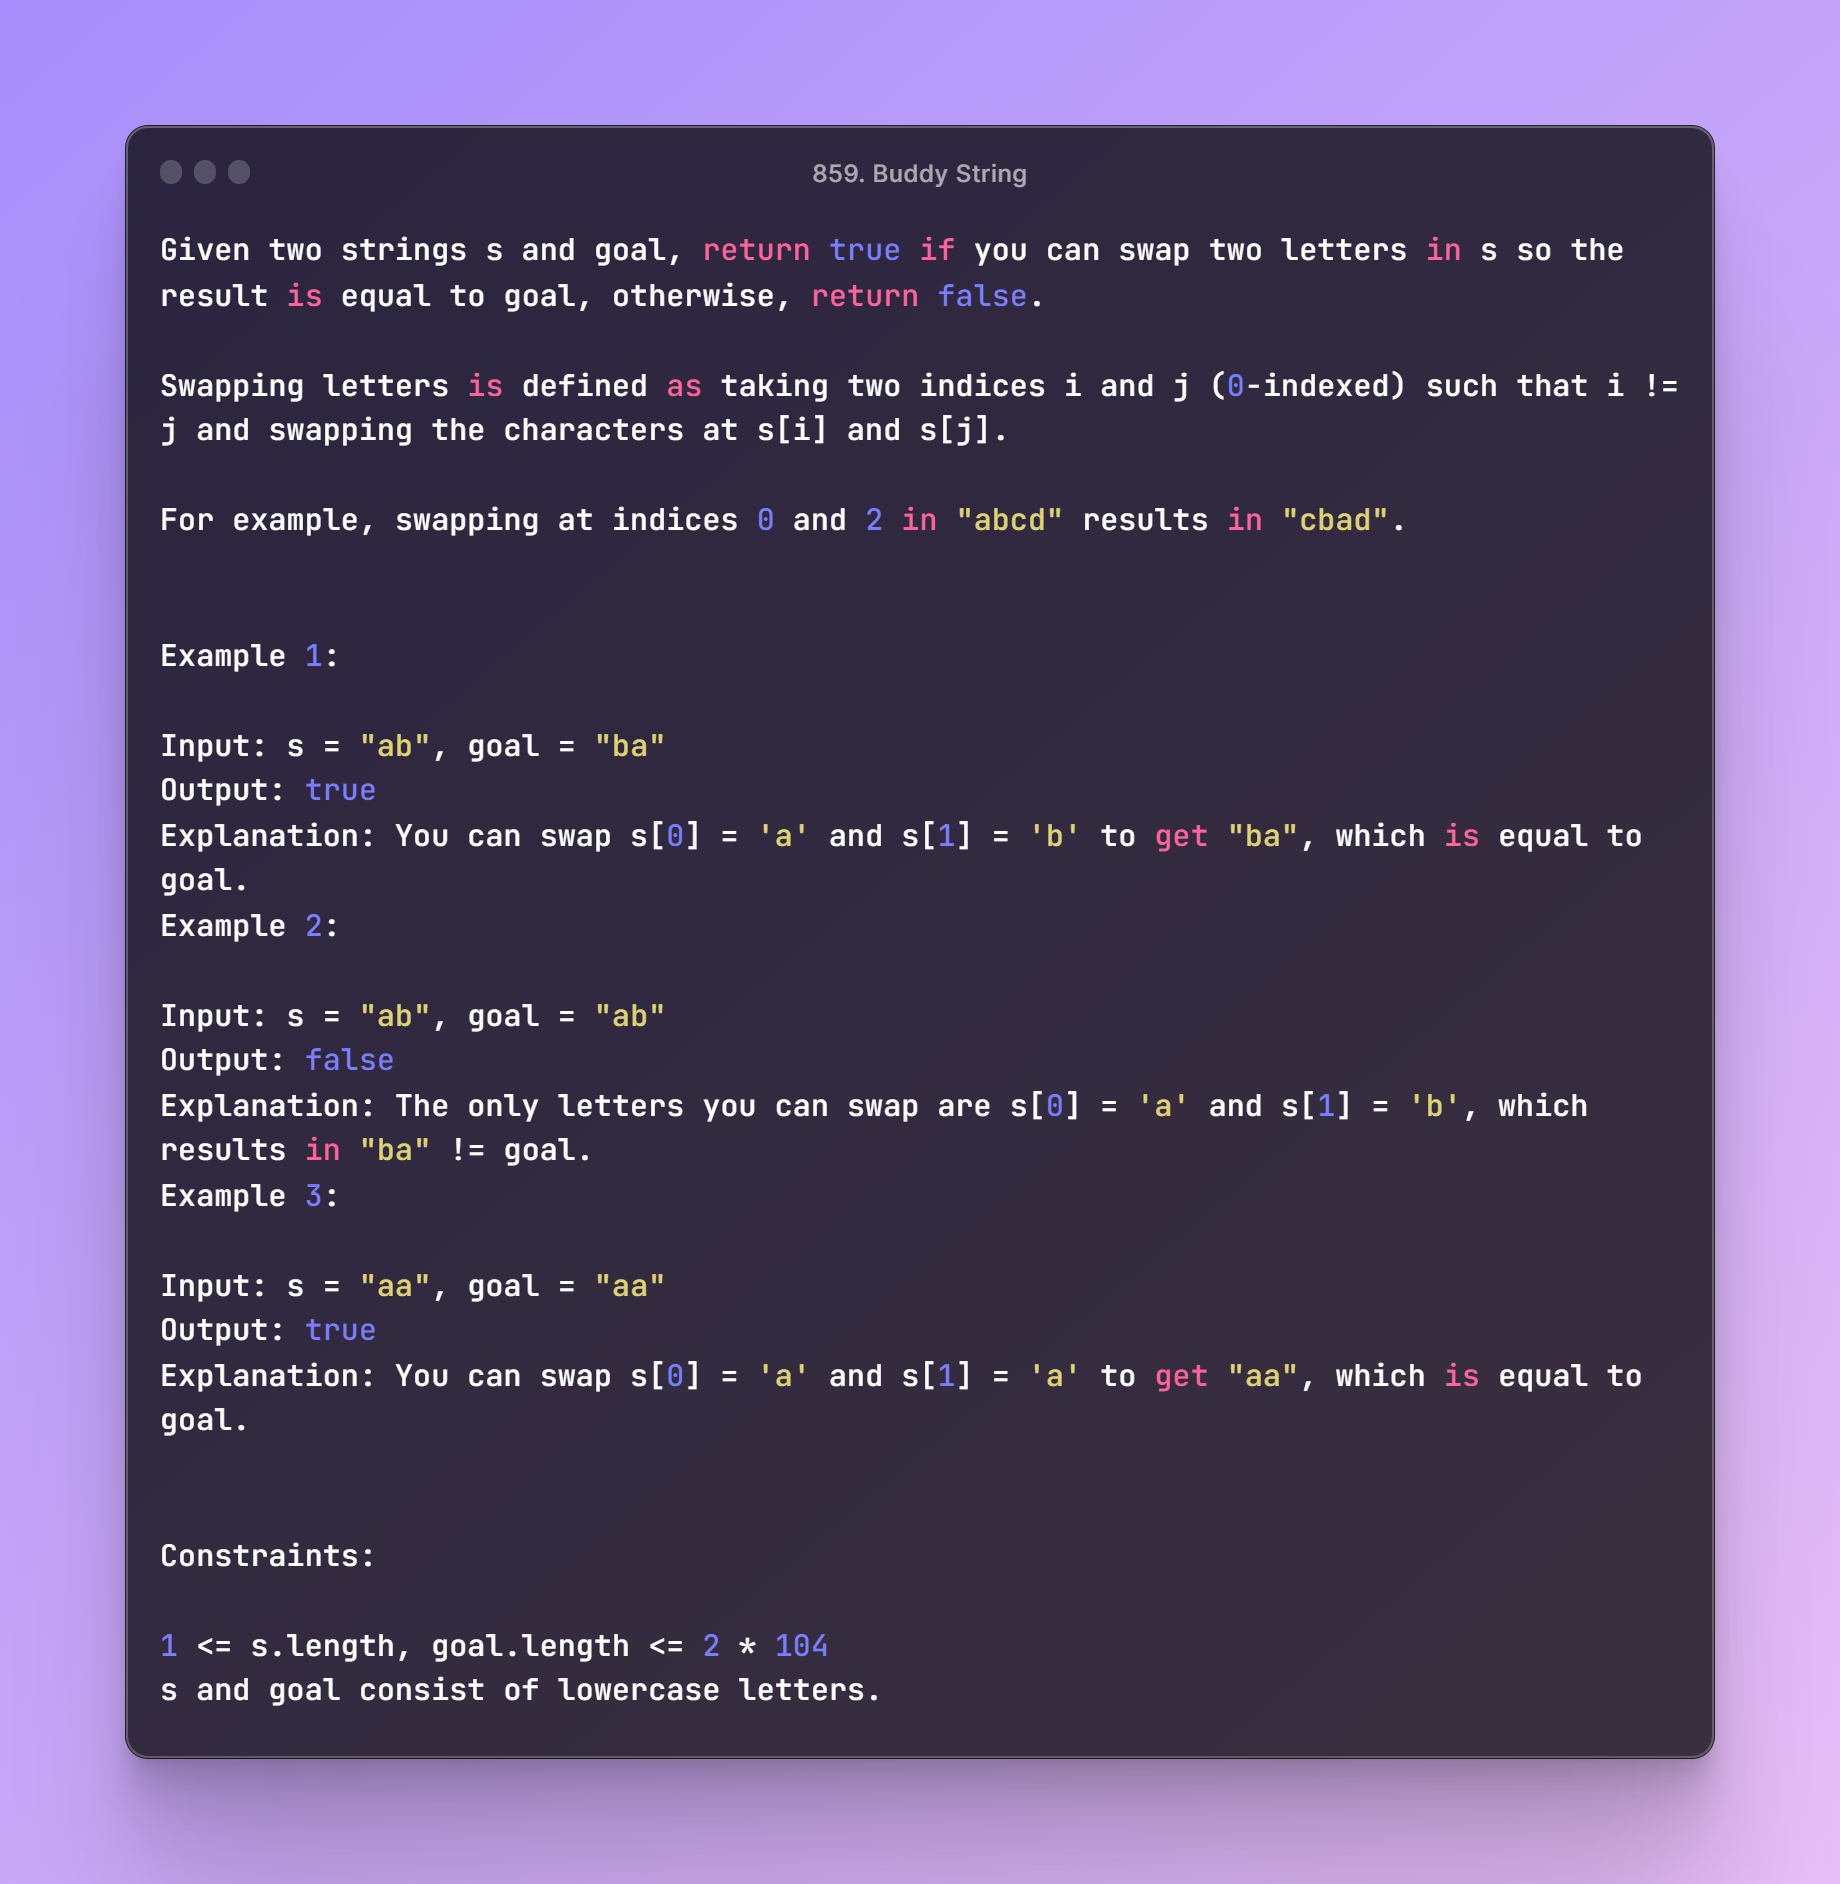 859. Buddy String
Given two strings s and goal, return true if you can swap two letters in s so the
result is equal to goal, otherwise, return false.
Swapping letters is defined as taking two indices i and j (0-indexed) such that i !=
j and swapping the characters at s[i] and s[j].
For example, swapping at indices 0 and 2 in "abcd" results in "cbad".
Example 1:
Input: s = "ab", goal = "ba"
Output: true
Explanation: You can swap s[0] = 'a' and s[1] = 'b' to get "ba", which is equal to
goal.
Example 2:
Input: s = "ab", goal = "ab"
Output: false
Explanation: The only letters you can swap are s[0] = 'a' and s[1] = 'b', which
results in "ba" != goal.
Example 3:
Input: s = "aa", goal = "aa"
Output: true
Explanation: You can swap s[0] = 'a' and s[1] = 'a' to get "aa", which is equal to
goal.
Constraints:
1 <= s.length, goal.length <= 2 * 104
s and goal consist of lowercase letters.